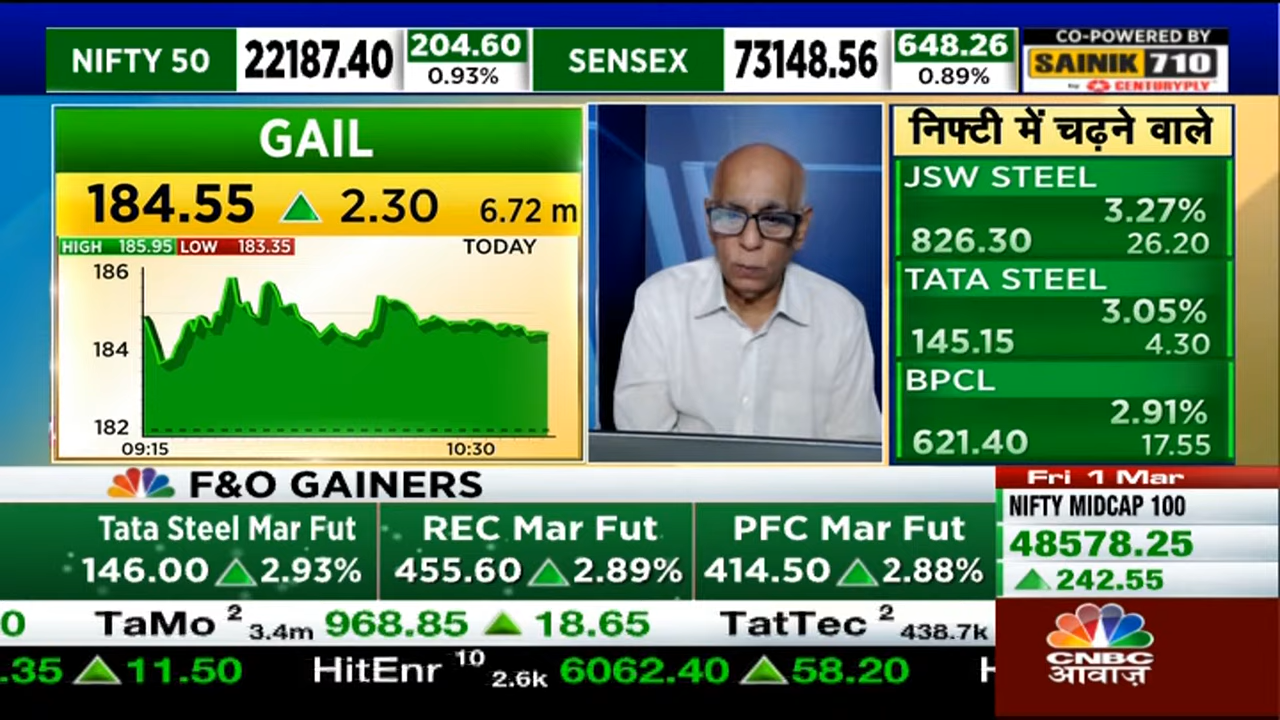 NIFTY 50 22187.40 204.60 0.93% SENSEX 73148.56 648.26 0.89%
CO-POWERED BY
SAINIK 710
by CENTURYPLY
GAIL
184.55 ▲ 2.30 6.72 m
HIGH 185.95 LOW 183.35 TODAY
186
184
182
09:15 10:30
निफ्टी में चढ़ने वाले
JSW STEEL
3.27%
826.30 26.20
TATA STEEL
3.05%
145.15 4.30
BPCL
2.91%
621.40 17.55
F&O GAINERS
Tata Steel Mar Fut REC Mar Fut PFC Mar Fut
146.00 ▲ 2.93% 455.60 ▲ 2.89% 414.50 ▲ 2.88%
Fri 1 Mar
NIFTY MIDCAP 100
48578.25
▲ 242.55
0 TaMo 2 3.4m 968.85 ▲ 18.65 TatTec 2 438.7k
.35 ▲ 11.50 HitEnr 10 2.6k 6062.40 ▲ 58.20
CNBC
आवाज़